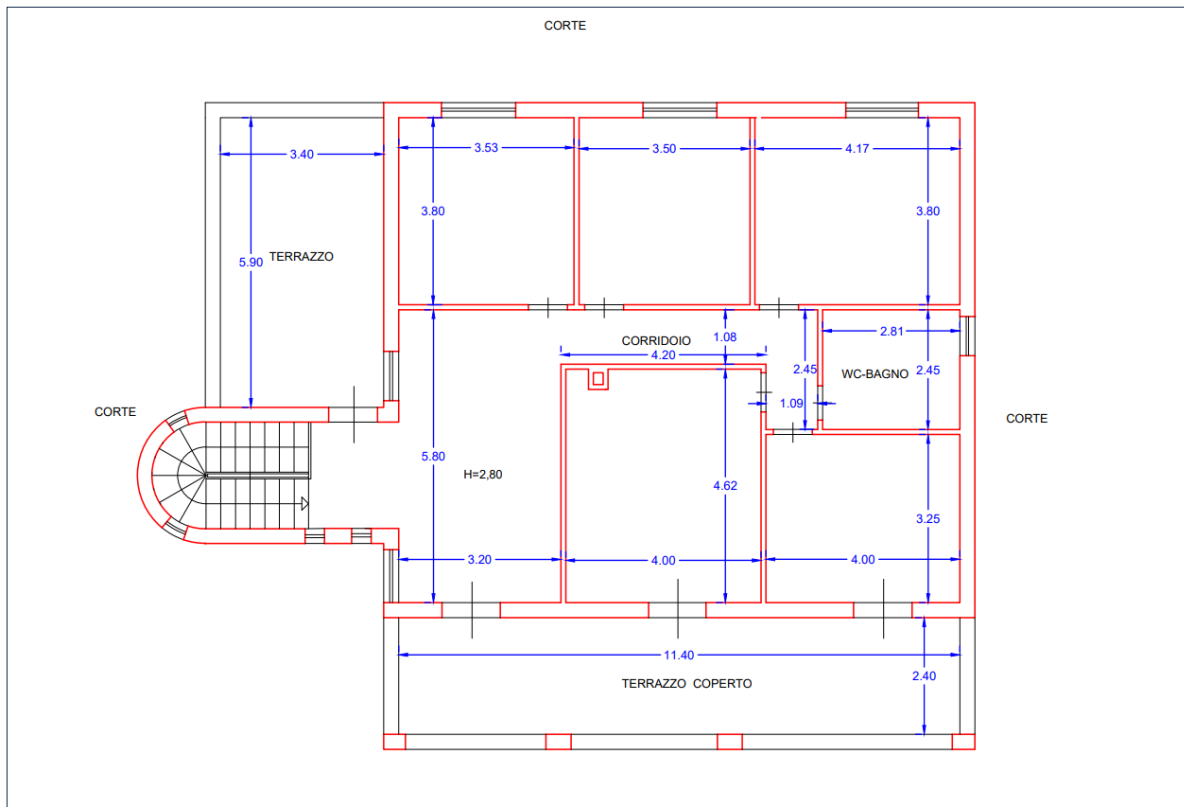 CORTE
3.40
3.53
3.50
4.17
3.80
3.80
5.90
TERRAZZO
1.08
CORRIDOIO
4.20
2.81
2.45
WC-BAGNO
2.45
1.09
CORTE
CORTE
5.80
H=2,80
4.62
3.25
3.20
4.00
4.00
11.40
2.40
TERRAZZO COPERTO